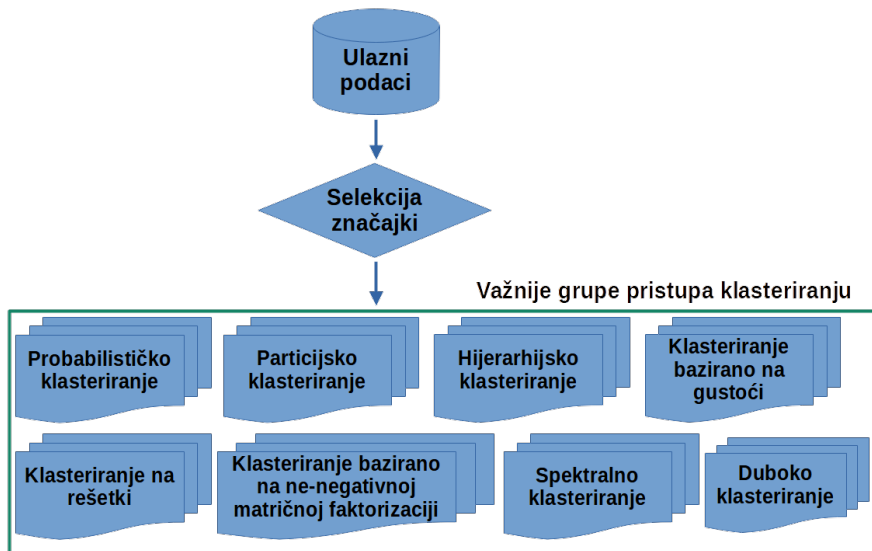 Ulazni
podaci
Selekcija
značajki
Važnije grupe pristupa klasteriranju
Probabilističko
klasteriranje
Particijsko
klasteriranje
Hijerarhijsko
klasteriranje
Klasteriranje
bazirano na
gustoći
Klasteriranje na
rešetki
Klasteriranje bazirano
na ne-negativnoj
matričnoj faktorizaciji
Spektralno
klasteriranje
Duboko
klasteriranje